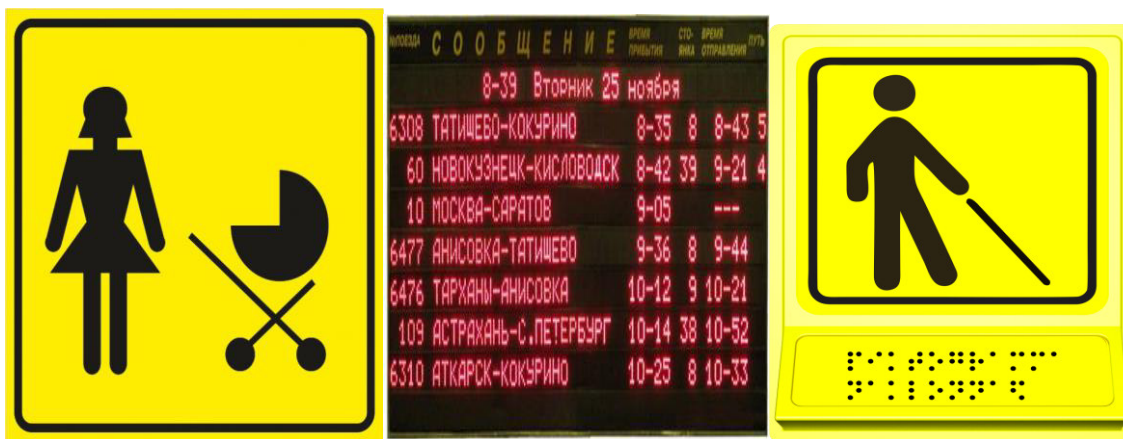 №ПОЕЗДА СООБЩЕНИЕ ВРЕМЯ ПРИБЫТИЯ СТО-ЯНКА ВРЕМЯ ОТПРАВЛЕНИЯ ПУТЬ
8-39 Вторник 25 ноября
6308 ТАТИЩЕВО-КОКУРИНО 8-35 8 8-43 5
60 НОВОКУЗНЕЦК-КИСЛОВОДСК 8-42 39 9-21 4
10 МОСКВА-САРАТОВ 9-05 ---
6477 АНИСОВКА-ТАТИЩЕВО 9-36 8 9-44
6476 ТАРХАНЫ-АНИСОВКА 10-12 9 10-21
109 АСТРАХАНЬ-С.ПЕТЕРБУРГ 10-14 38 10-52
6310 АТКАРСК-КОКУРИНО 10-25 8 10-33